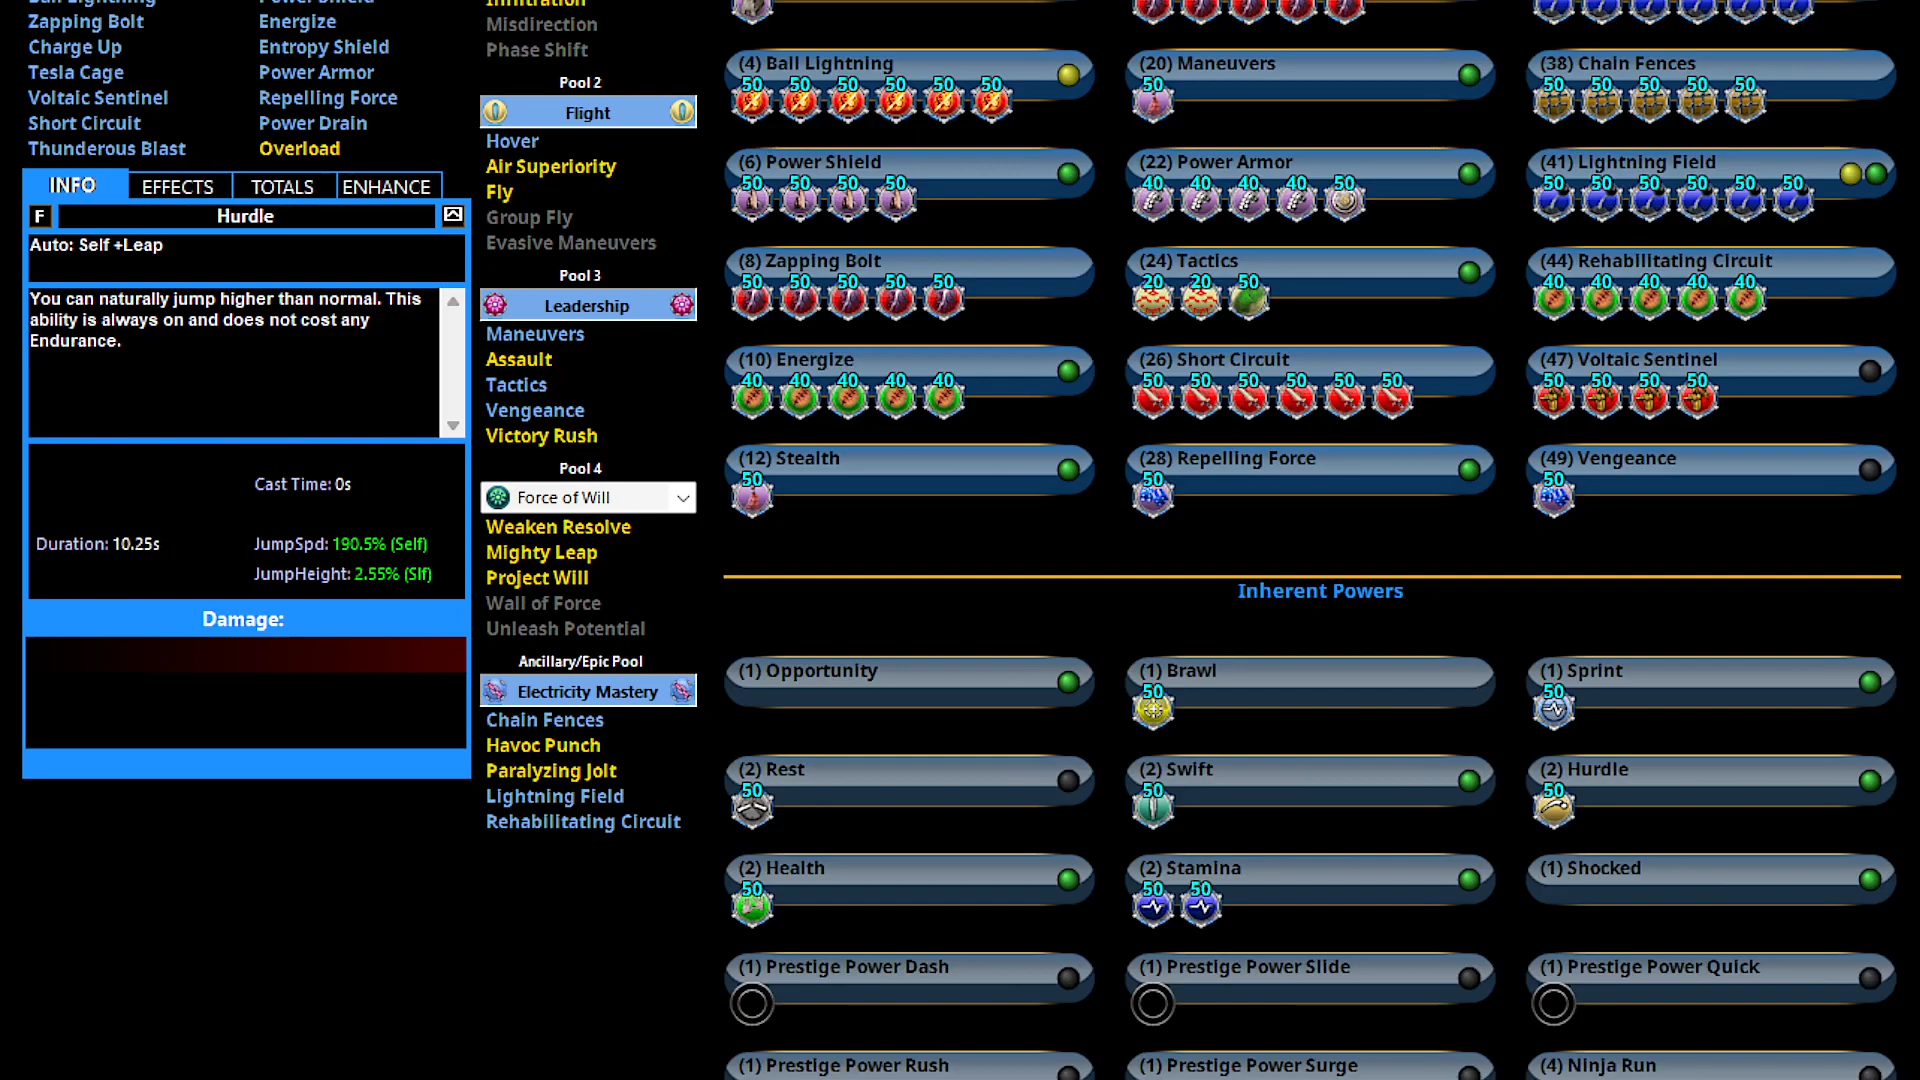 Zapping Bolt
Charge Up
Tesla Cage
Voltaic Sentinel
Short Circuit
Thunderous Blast
Energize
Entropy Shield
Power Armor
Repelling Force
Power Drain
Overload
INFO
EFFECTS
TOTALS
ENHANCE
F
Hurdle
Auto: Self +Leap
You can naturally jump higher than normal. This
ability is always on and does not cost any
Endurance.
Cast Time: 0s
Duration: 10.25s
JumpSpd: 190.5% (Self)
JumpHeight: 2.55% (Slf)
Damage:
Infiltration
Misdirection
Phase Shift
Pool 2
Flight
Hover
Air Superiority
Fly
Group Fly
Evasive Maneuvers
Pool 3
Leadership
Maneuvers
Assault
Tactics
Vengeance
Victory Rush
Pool 4
Force of Will
Weaken Resolve
Mighty Leap
Project Will
Wall of Force
Unleash Potential
Ancillary/Epic Pool
Electricity Mastery
Chain Fences
Havoc Punch
Paralyzing Jolt
Lightning Field
Rehabilitating Circuit
(4) Ball Lightning
50 50 50 50 50 50
(20) Maneuvers
50
(38) Chain Fences
50 50 50 50 50
(6) Power Shield
50 50 50 50
(22) Power Armor
40 40 40 40 50
(41) Lightning Field
50 50 50 50 50 50
(8) Zapping Bolt
50 50 50 50 50
(24) Tactics
20 20 50
(44) Rehabilitating Circuit
40 40 40 40 40
(10) Energize
40 40 40 40 40
(26) Short Circuit
50 50 50 50 50 50
(47) Voltaic Sentinel
50 50 50 50
(12) Stealth
50
(28) Repelling Force
50
(49) Vengeance
50
Inherent Powers
(1) Opportunity
(1) Brawl
50
(1) Sprint
50
(2) Rest
50
(2) Swift
50
(2) Hurdle
50
(2) Health
50
(2) Stamina
50 50
(1) Shocked
(1) Prestige Power Dash
(1) Prestige Power Slide
(1) Prestige Power Quick
(1) Prestige Power Rush
(1) Prestige Power Surge
(4) Ninja Run